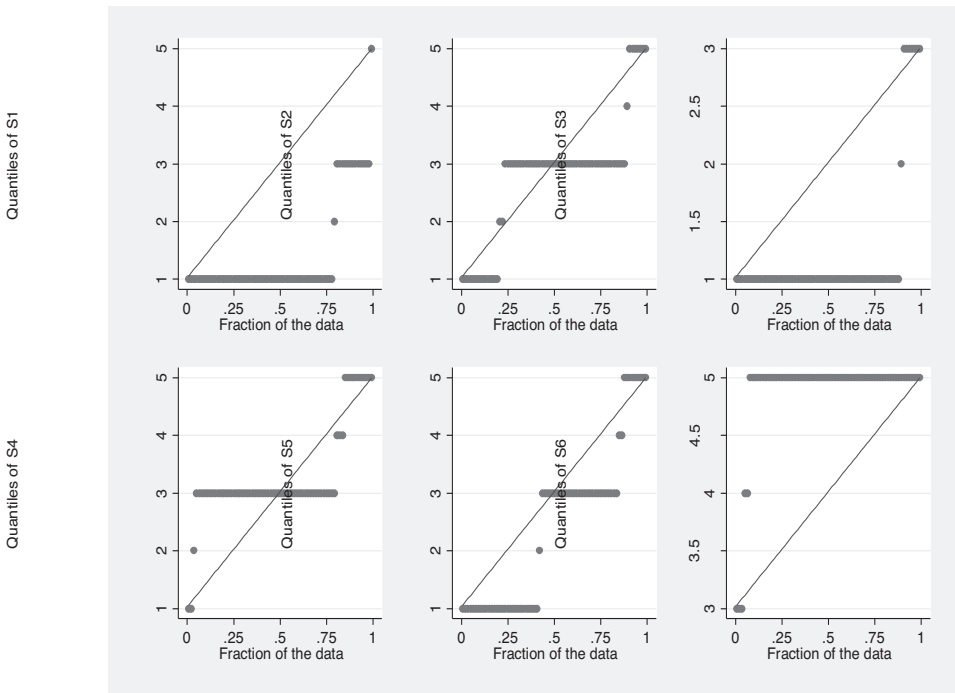 Quantiles of S1
5
4
3
2
1
0 .25 .5 .75 1
Fraction of the data
Quantiles of S2
5
4
3
2
1
0 .25 .5 .75 1
Fraction of the data
Quantiles of S3
3
2.5
2
1.5
1
0 .25 .5 .75 1
Fraction of the data
Quantiles of S4
5
4
3
2
1
0 .25 .5 .75 1
Fraction of the data
Quantiles of S5
5
4
3
2
1
0 .25 .5 .75 1
Fraction of the data
Quantiles of S6
5
4.5
4
3.5
3
0 .25 .5 .75 1
Fraction of the data